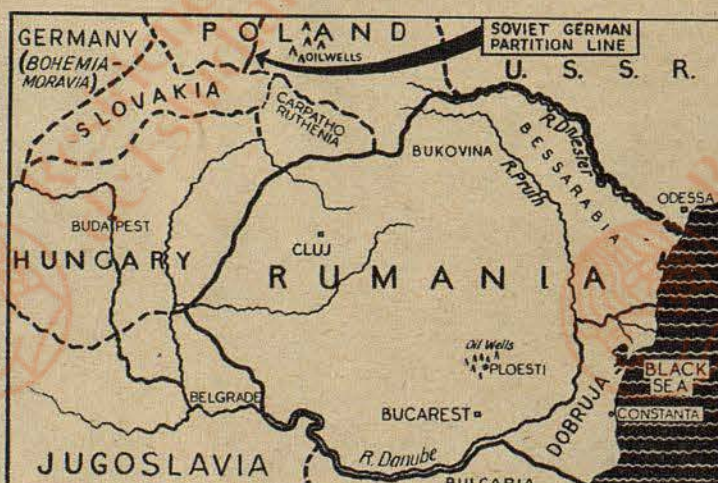 GERMANY
(BOHEMIA-
MORAVIA)
POLAND
OILWELLS
SOVIET GERMAN
PARTITION LINE
U. S. S. R.
SLOVAKIA
CARPATHO
RUTHENIA
BUKOVINA
R. Dniester
BESSARABIA
R. Pruth
ODESSA
BUDAPEST
HUNGARY
CLUJ
RUMANIA
Oil Wells
PLOESTI
BLACK
SEA
BELGRADE
BUCAREST
DOBRUJA
CONSTANTA
JUGOSLAVIA
R. Danube
BULGARIA